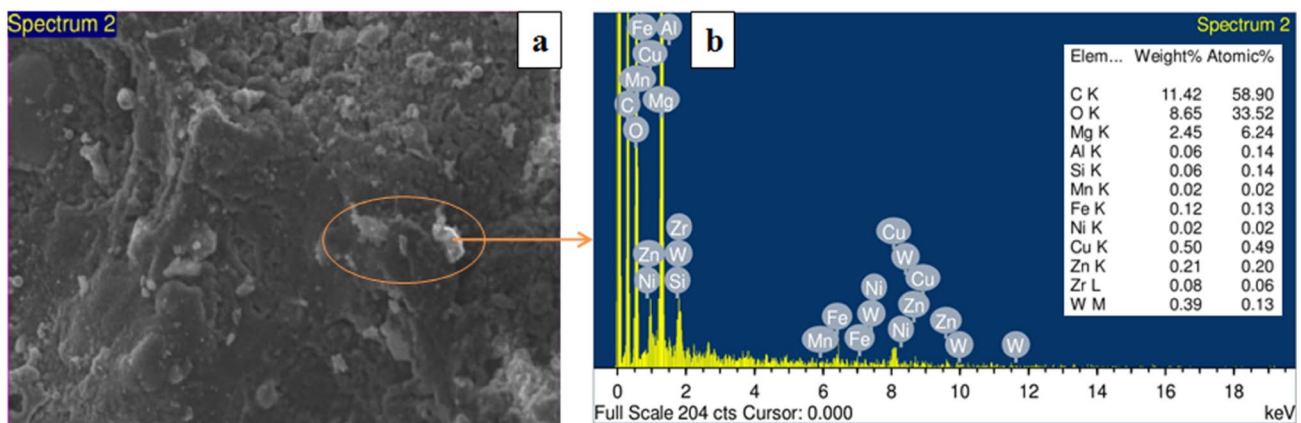 Spectrum 2
a
b
Spectrum 2
Fe Al
Cu
Mn
C Mg
O
Zr
Zn W
Ni Si
Cu
W
Ni Cu
Fe W Zn Zn
Mn Fe Ni W W
Elem... Weight% Atomic%
C K 11.42 58.90
O K 8.65 33.52
Mg K 2.45 6.24
Al K 0.06 0.14
Si K 0.06 0.14
Mn K 0.02 0.02
Fe K 0.12 0.13
Ni K 0.02 0.02
Cu K 0.50 0.49
Zn K 0.21 0.20
Zr L 0.08 0.06
W M 0.39 0.13
0 2 4 6 8 10 12 14 16 18
Full Scale 204 cts Cursor: 0.000 keV